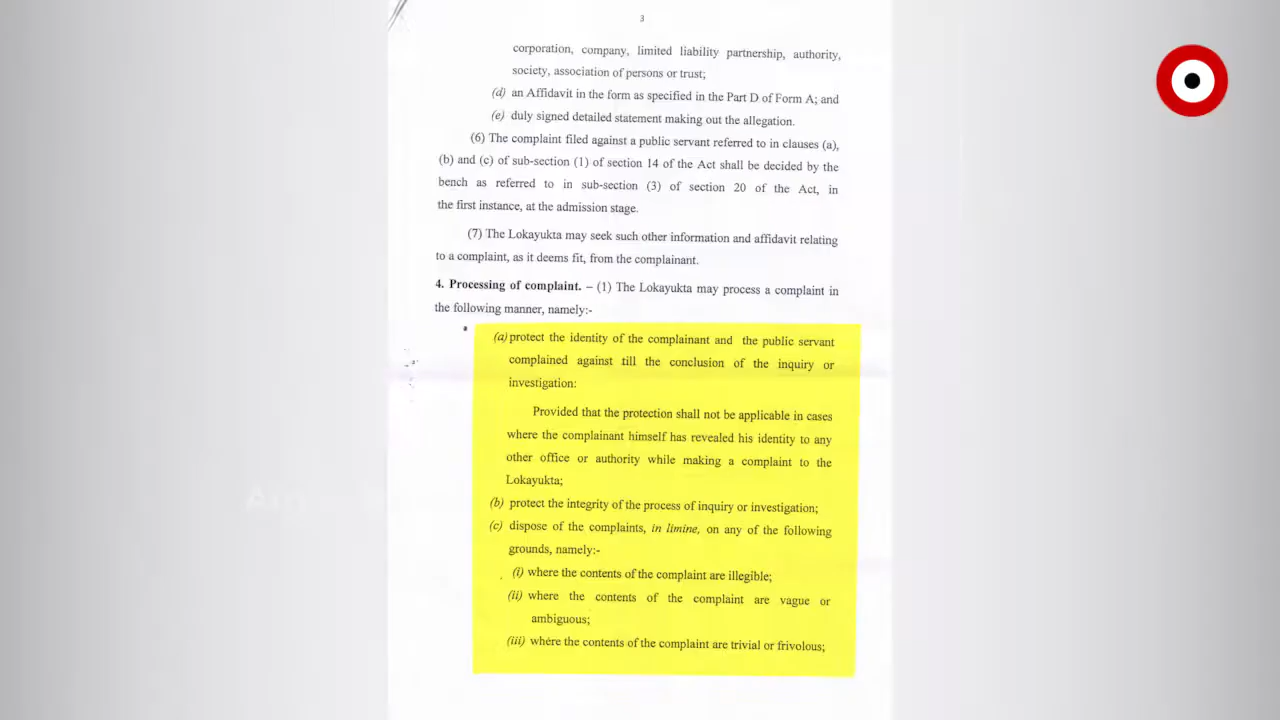 3
corporation, company, limited liability partnership, authority,
society, association of persons or trust;
(d) an Affidavit in the form as specified in the Part D of Form A; and
(e) duly signed detailed statement making out the allegation.
(6) The complaint filed against a public servant referred to in clauses (a),
(b) and (c) of sub-section (1) of section 14 of the Act shall be decided by the
bench as referred to in sub-section (3) of section 20 of the Act, in
the first instance, at the admission stage.
(7) The Lokayukta may seek such other information and affidavit relating
to a complaint, as it deems fit, from the complainant.
4. Processing of complaint. – (1) The Lokayukta may process a complaint in
the following manner, namely:-
(a) protect the identity of the complainant and the public servant
complained against till the conclusion of the inquiry or
investigation:
Provided that the protection shall not be applicable in cases
where the complainant himself has revealed his identity to any
other office or authority while making a complaint to the
Lokayukta;
(b) protect the integrity of the process of inquiry or investigation;
(c) dispose of the complaints, in limine, on any of the following
grounds, namely:-
(i) where the contents of the complaint are illegible;
(ii) where the contents of the complaint are vague or
ambiguous;
(iii) where the contents of the complaint are trivial or frivolous;